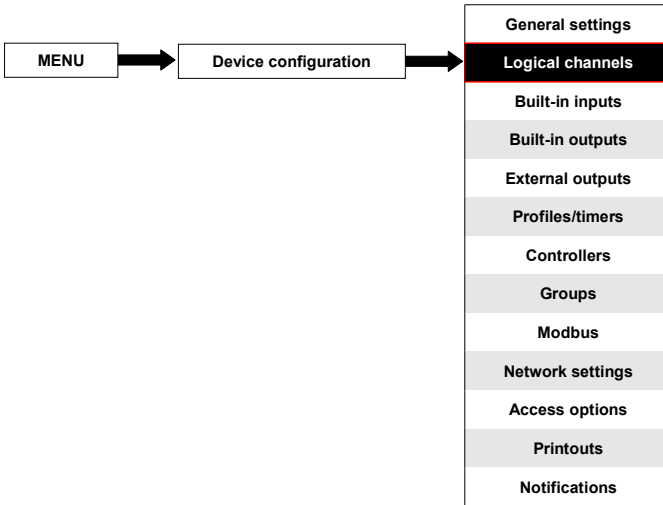 General settings
MENU
Device configuration
Logical channels
Built-in inputs
Built-in outputs
External outputs
Profiles/timers
Controllers
Groups
Modbus
Network settings
Access options
Printouts
Notifications